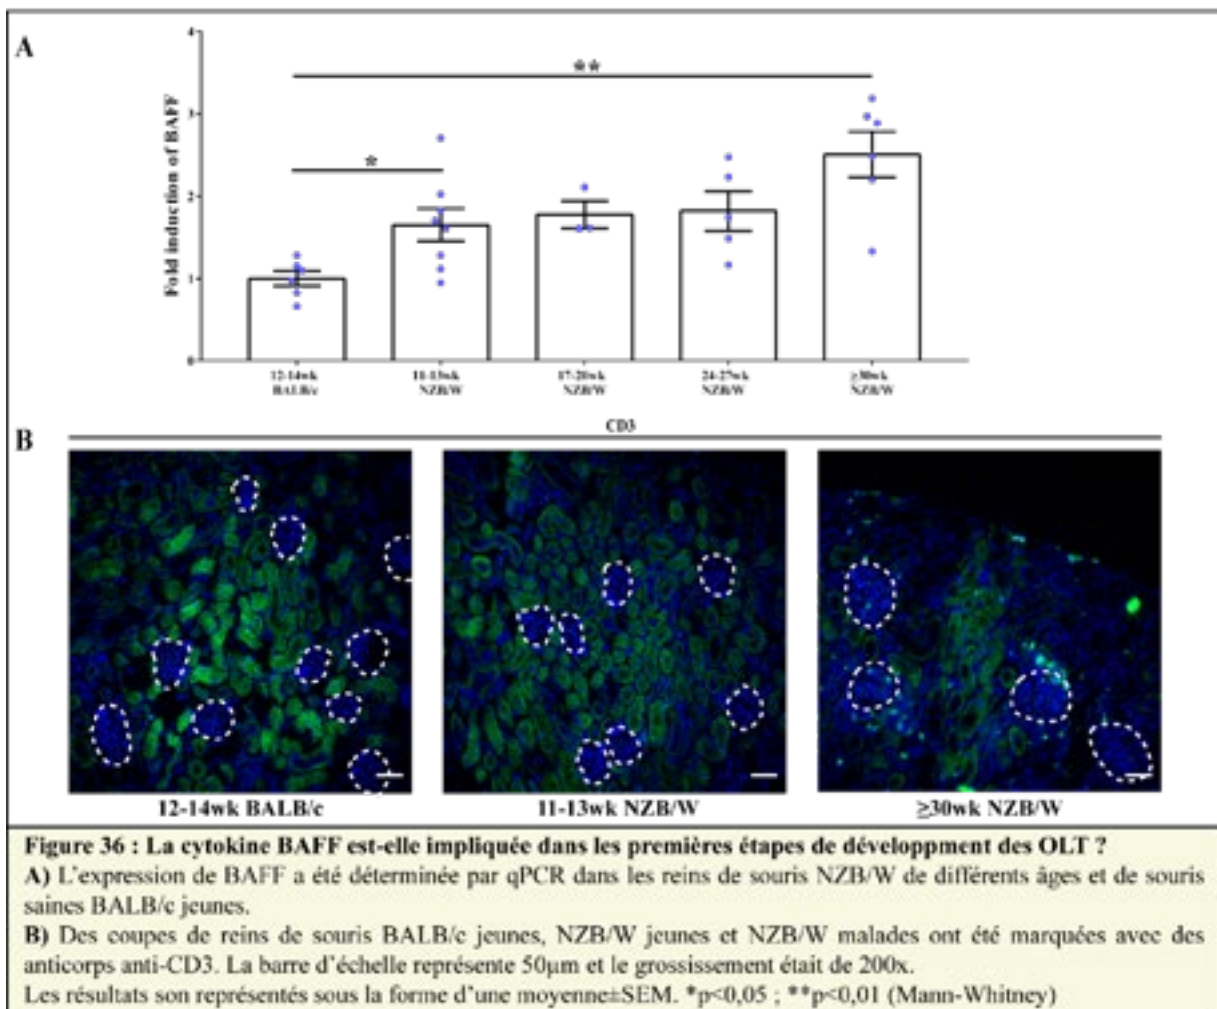 A
4
**
3
*
2
1
0
Fold induction of BAFF
12-14wk BALB/c
11-13wk NZB/W
17-20wk NZB/W
24-27wk NZB/W
≥30wk NZB/W
B
CD3
12-14wk BALB/c
11-13wk NZB/W
≥30wk NZB/W
Figure 36 : La cytokine BAFF est-elle impliquée dans les premières étapes de développment des OLT ?
A) L'expression de BAFF a été déterminée par qPCR dans les reins de souris NZB/W de différents âges et de souris
saines BALB/c jeunes.
B) Des coupes de reins de souris BALB/c jeunes, NZB/W jeunes et NZB/W malades ont été marquées avec des
anticorps anti-CD3. La barre d'échelle représente 50µm et le grossissement était de 200x.
Les résultats son représentés sous la forme d'une moyenne±SEM. *p<0,05 ; **p<0,01 (Mann-Whitney)